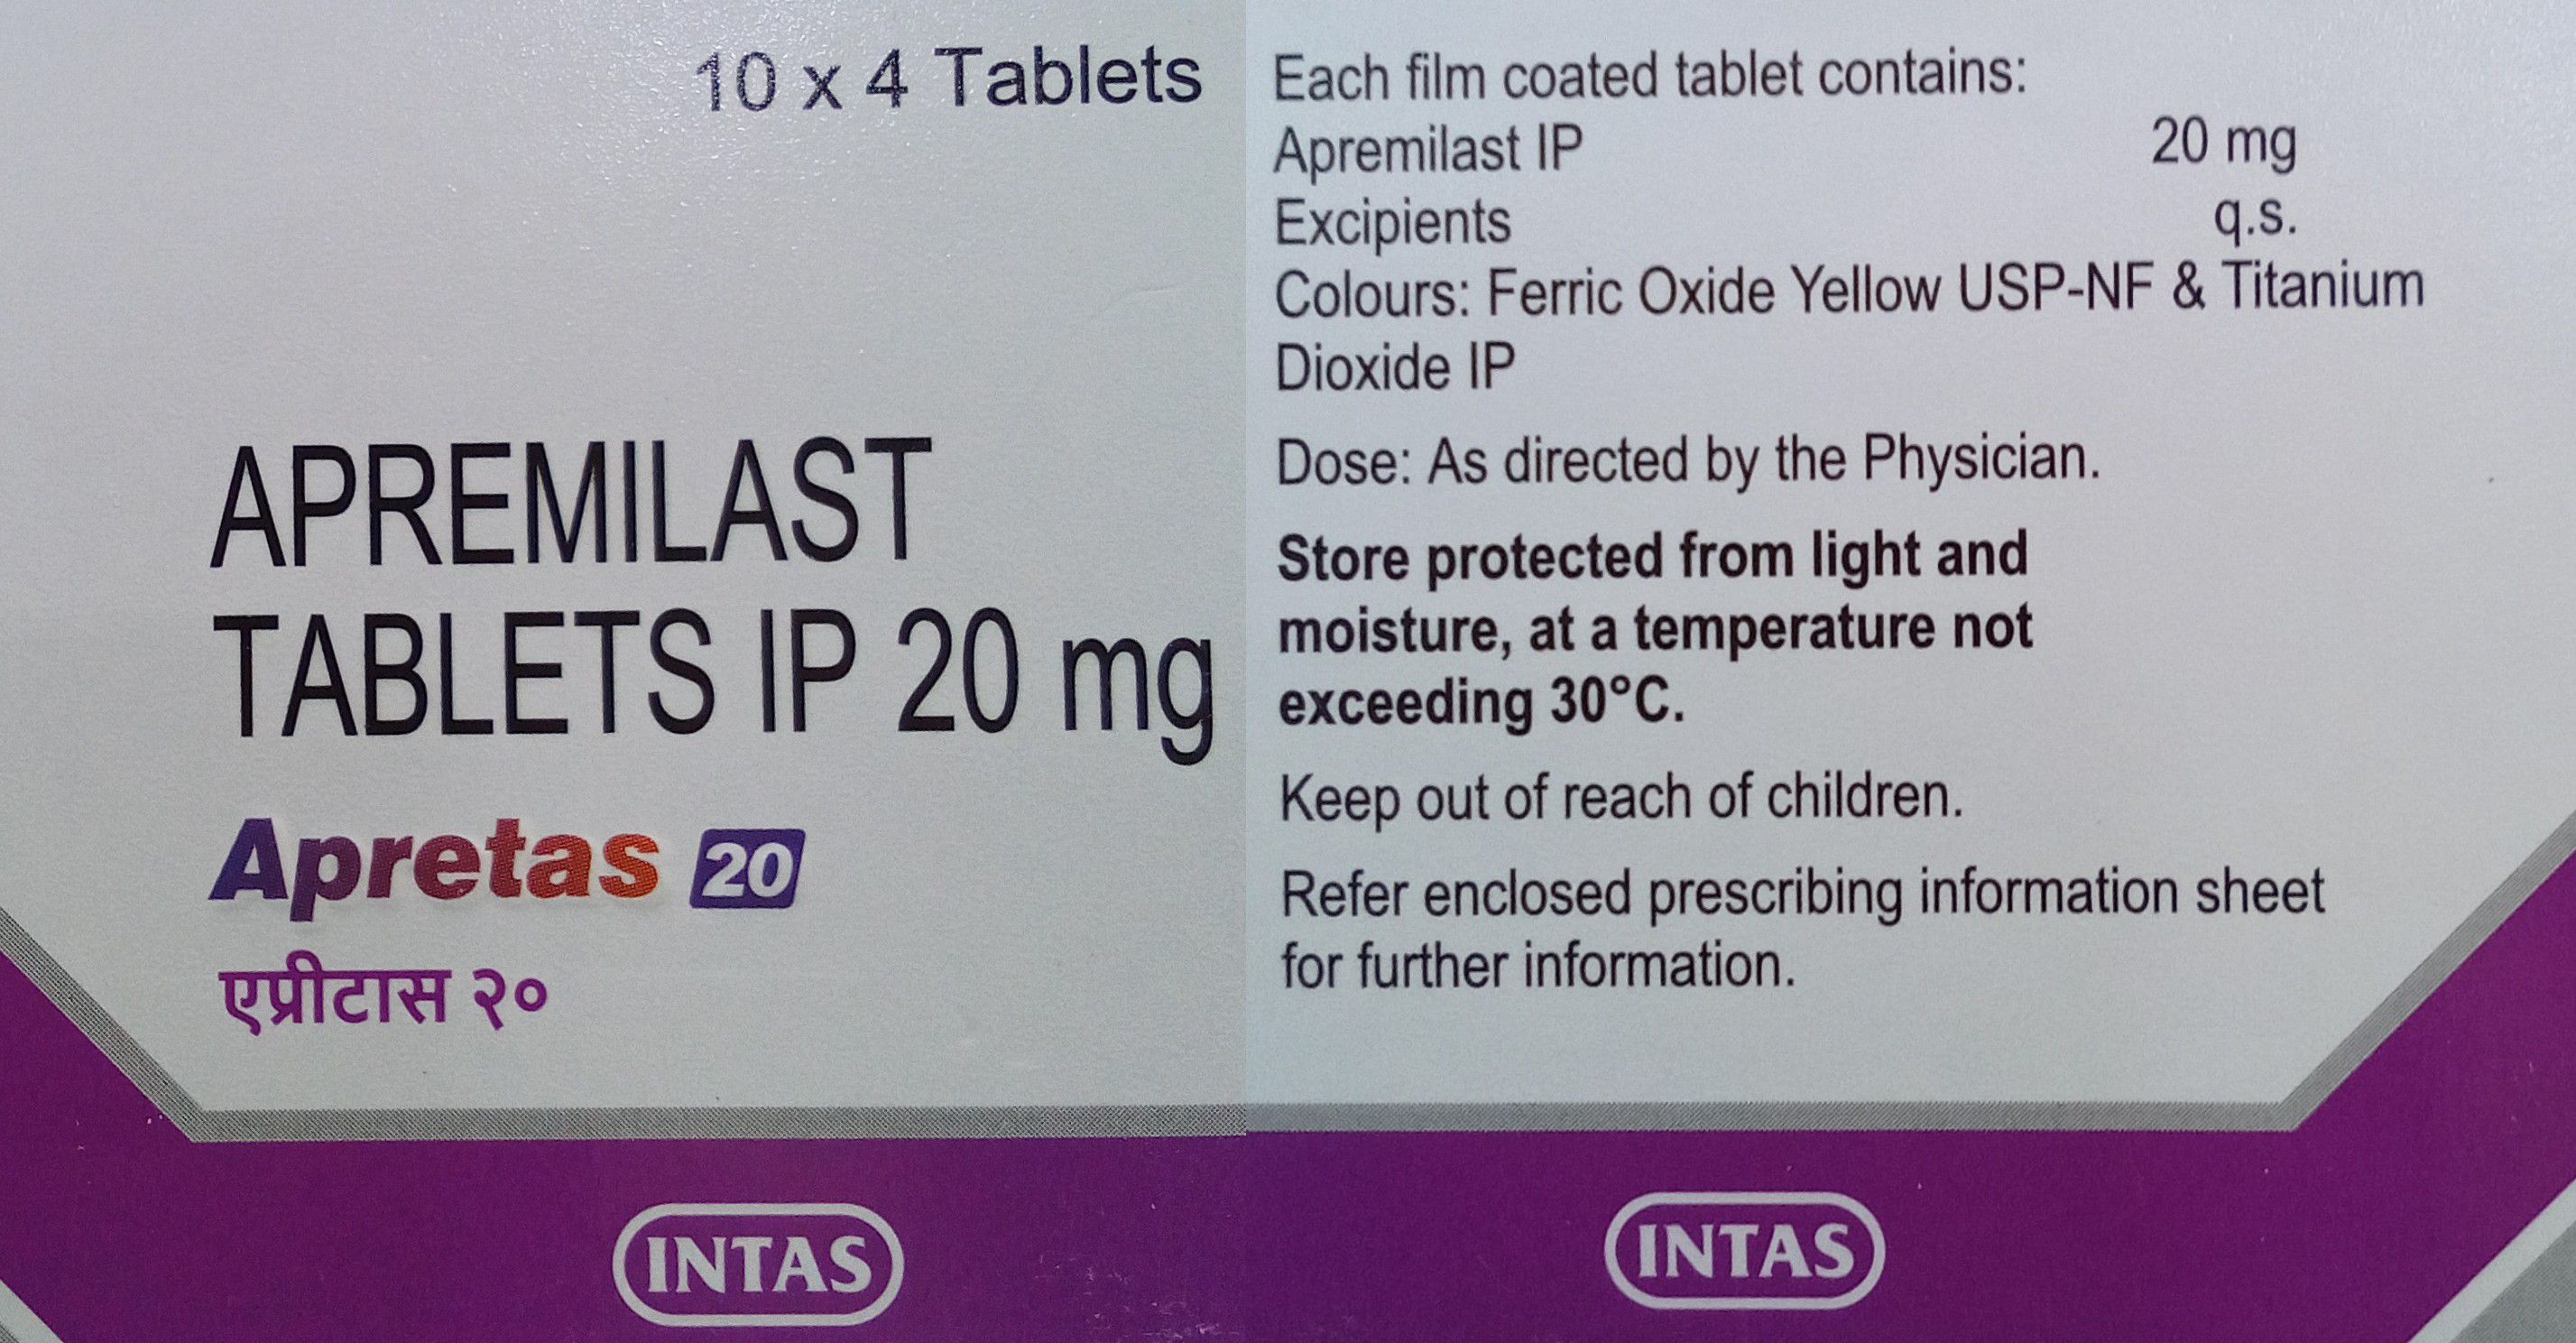 10 x 4 Tablets
APREMILAST
TABLETS IP 20 mg
Apretas 20
एप्रीटास २०
INTAS
Each film coated tablet contains:
Apremilast IP 20 mg
Excipients q.s.
Colours: Ferric Oxide Yellow USP-NF & Titanium
Dioxide IP
Dose: As directed by the Physician.
Store protected from light and
moisture, at a temperature not
exceeding 30°C.
Keep out of reach of children.
Refer enclosed prescribing information sheet
for further information.
INTAS